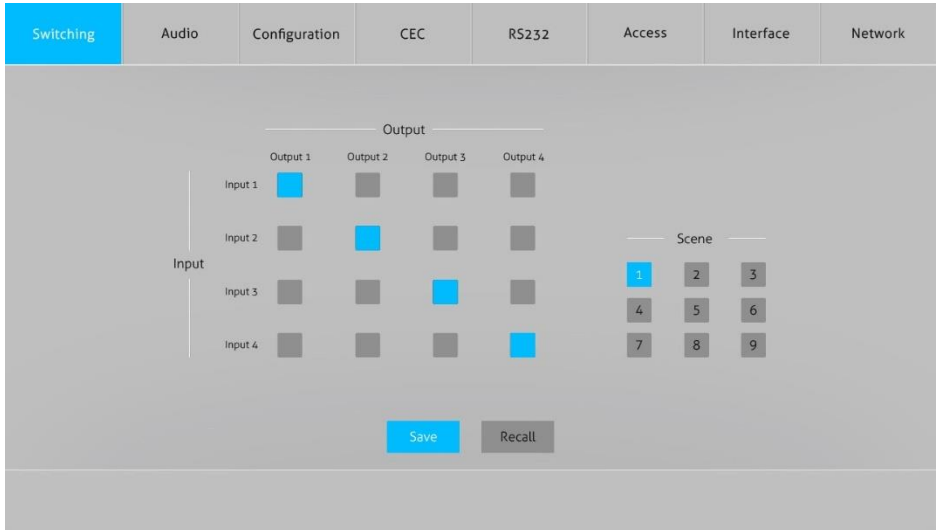 Switching Audio Configuration CEC RS232 Access Interface Network
Output
Output 1 Output 2 Output 3 Output 4
Input 1
Input 2
Input
Input 3
Input 4
Scene
1 2 3
4 5 6
7 8 9
Save Recall